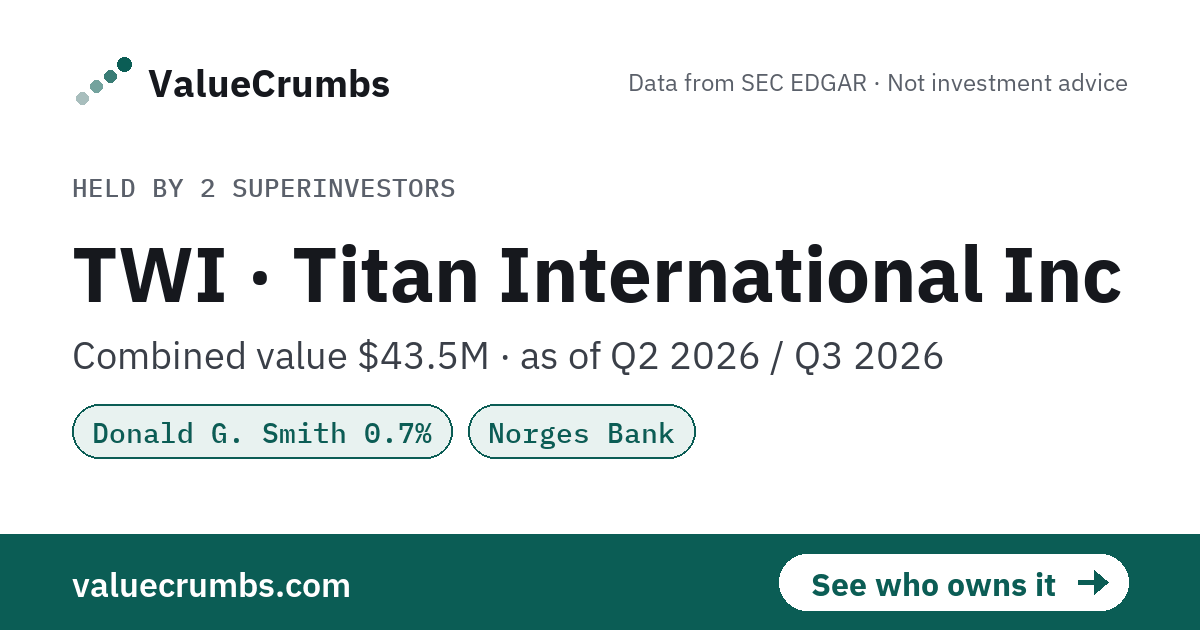 ValueCrumbs
Data from SEC EDGAR · Not investment advice
HELD BY 2 SUPERINVESTORS
TWI · Titan International Inc
Combined value $43.5M · as of Q2 2026 / Q3 2026
Donald G. Smith 0.7%
Norges Bank
valuecrumbs.com
See who owns it →